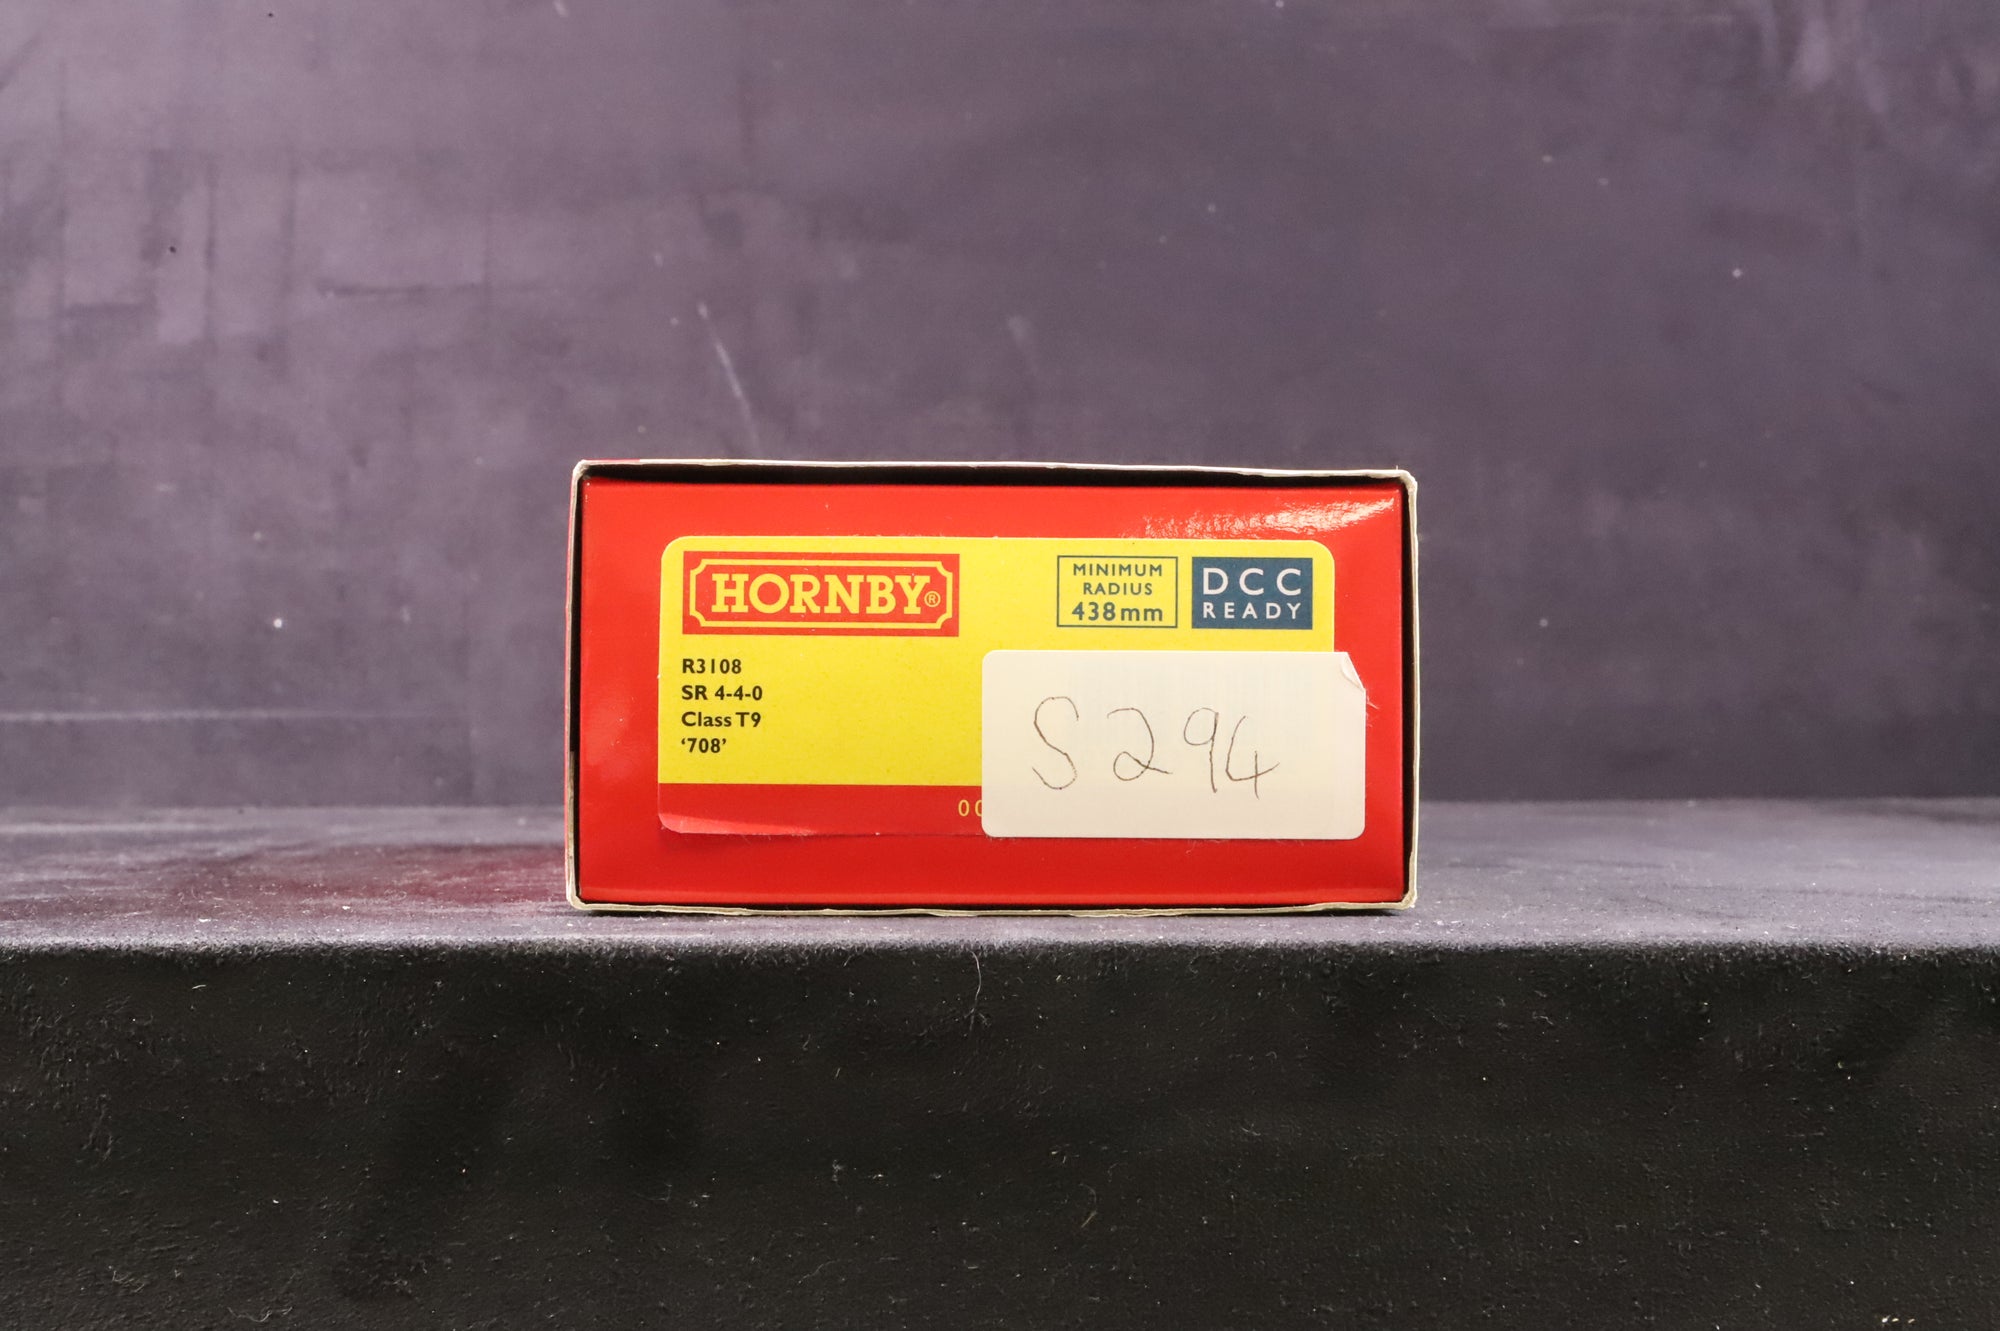 HORNBY®
MINIMUM
RADIUS
438mm
DCC
READY
R3108
SR 4-4-0
Class T9
‘708’
S294